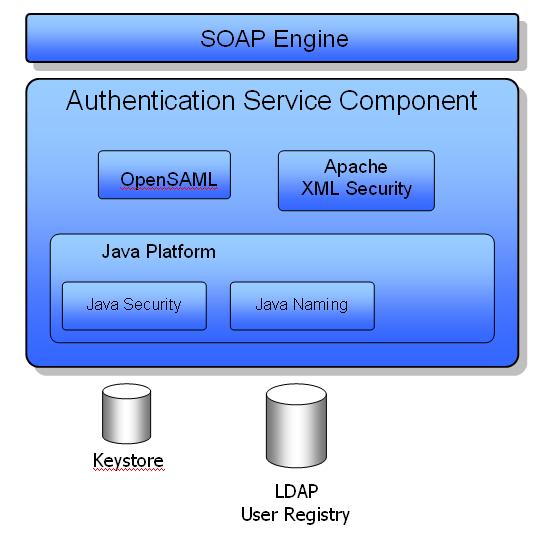 SOAP Engine
Authentication Service Component
OpenSAML
Apache
XML Security
Java Platform
Java Security
Java Naming
Keystore
LDAP
User Registry